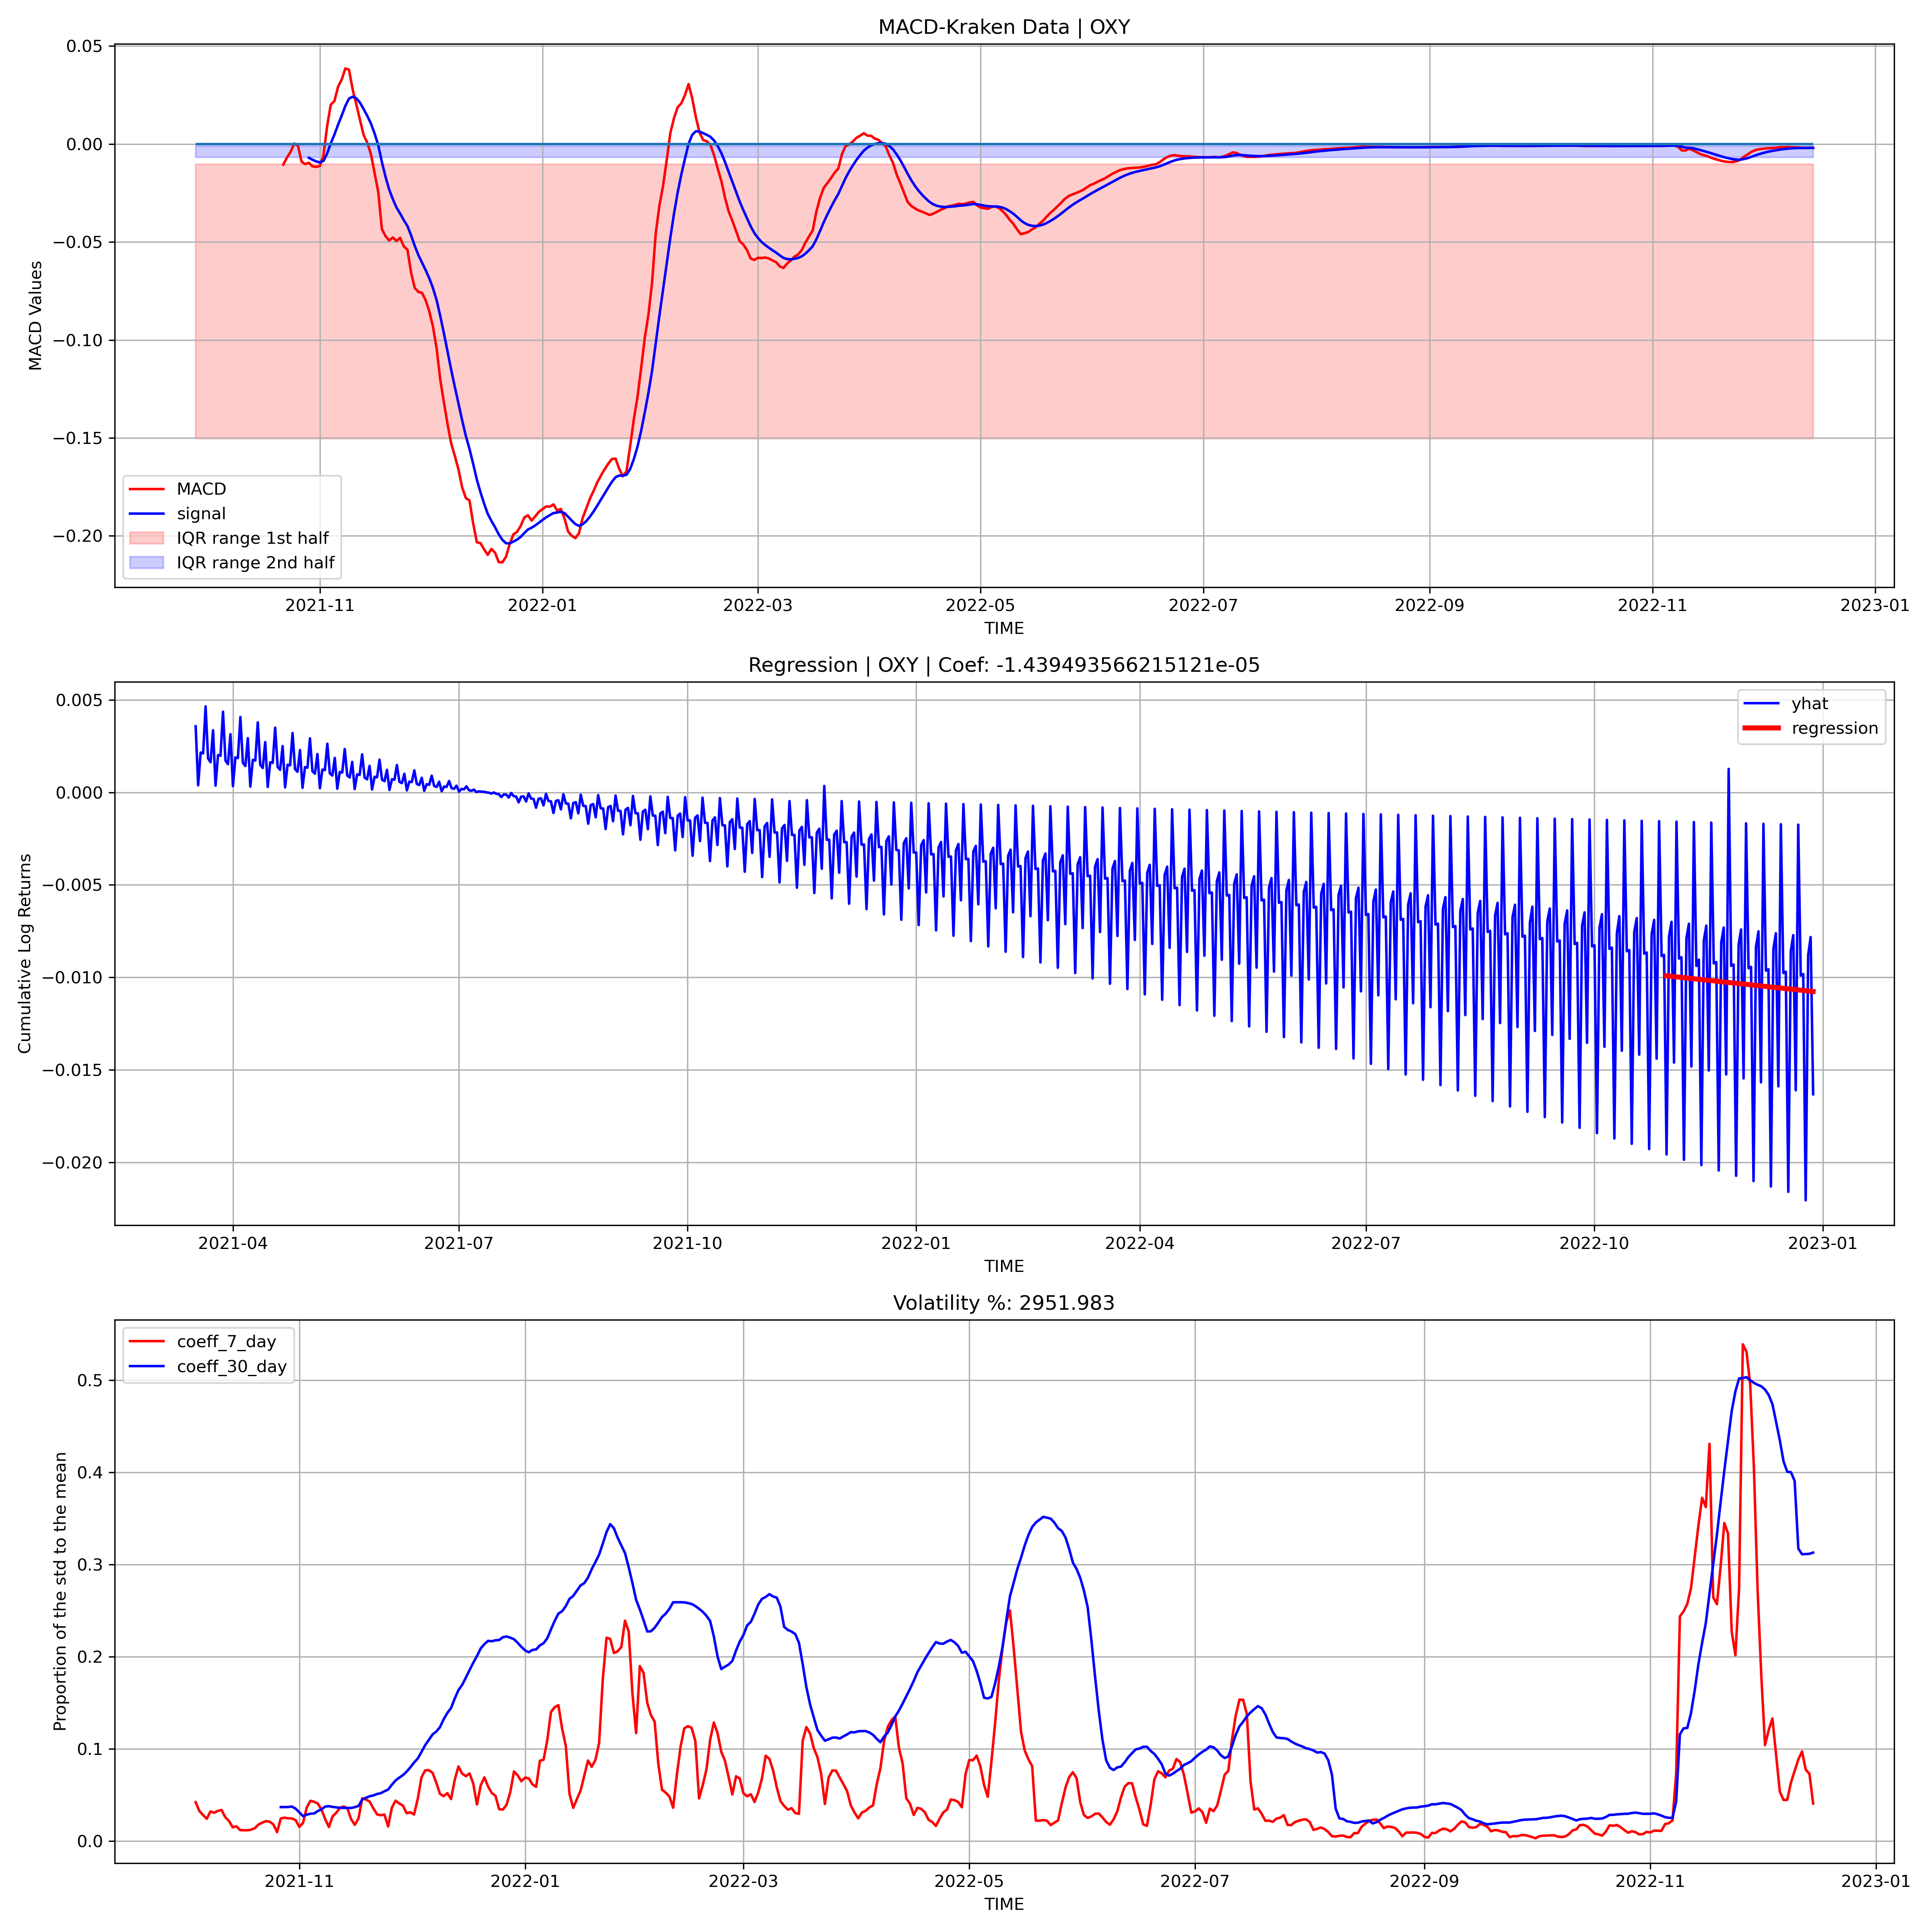 MACD-Kraken Data | OXY
MACD Values
0.05
0.00
−0.05
−0.10
−0.15
−0.20
MACD
signal
IQR range 1st half
IQR range 2nd half
2021-11 2022-01 2022-03 2022-05 2022-07 2022-09 2022-11 2023-01
TIME
Regression | OXY | Coef: -1.439493566215121e-05
Cumulative Log Returns
0.005
0.000
−0.005
−0.010
−0.015
−0.020
yhat
regression
2021-04 2021-07 2021-10 2022-01 2022-04 2022-07 2022-10 2023-01
TIME
Volatility %: 2951.983
Proportion of the std to the mean
coeff_7_day
coeff_30_day
0.5
0.4
0.3
0.2
0.1
0.0
2021-11 2022-01 2022-03 2022-05 2022-07 2022-09 2022-11 2023-01
TIME